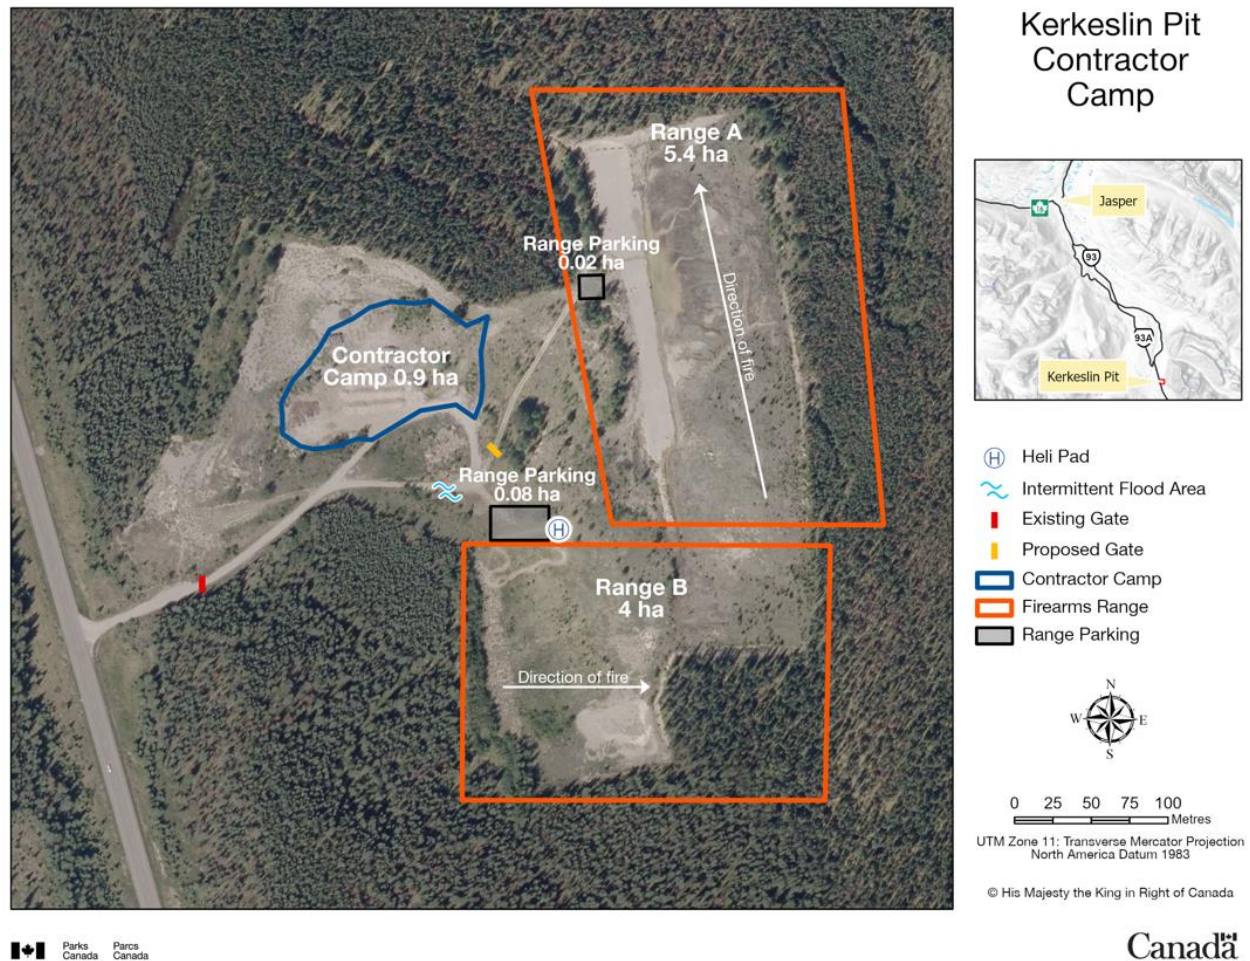 Kerkeslin Pit
Contractor
Camp
Range A
5.4 ha
Range Parking
0.02 ha
Direction of fire
Contractor
Camp 0.9 ha
Range Parking
0.08 ha
H
Range B
4 ha
Direction of fire
16
Jasper
93
93A
Kerkeslin Pit
H Heli Pad
Intermittent Flood Area
Existing Gate
Proposed Gate
Contractor Camp
Firearms Range
Range Parking
N
W E
S
0 25 50 75 100
Metres
UTM Zone 11: Transverse Mercator Projection
North America Datum 1983
© His Majesty the King in Right of Canada
Parks Parcs
Canada Canada
Canada